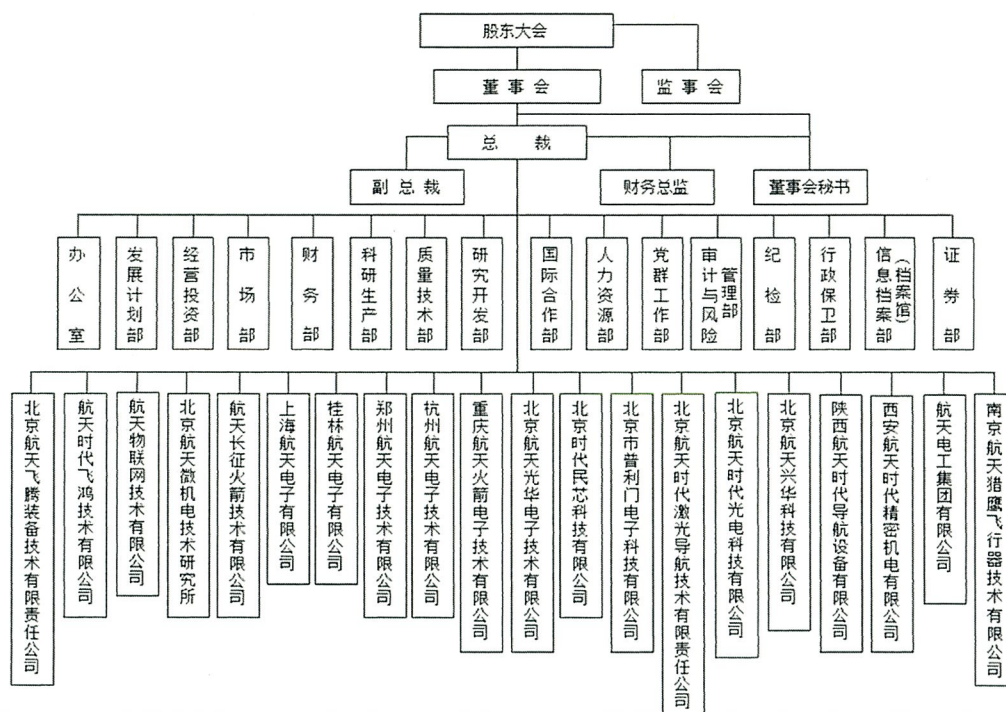 股东大会
董 事 会
监 事 会
总 裁
副 总 裁
财务总监
董事会秘书
办公室
发展计划部
经营投资部
市场部
财务部
科研生产部
质量技术部
研究开发部
国际合作部
人力资源部
党群工作部
审计与风险
管理部
纪检部
行政保卫部
信息档案部
（档案馆）
证券部
北京航天飞腾装备技术有限责任公司
航天时代飞鸿技术有限公司
航天物联网技术有限公司
北京航天微机电技术研究所
航天长征火箭技术有限公司
上海航天电子有限公司
桂林航天电子有限公司
郑州航天电子技术有限公司
杭州航天电子技术有限公司
重庆航天火箭电子技术有限公司
北京航天光华电子技术有限公司
北京时代民芯科技有限公司
北京市普利门电子科技有限公司
北京航天时代激光导航技术有限责任公司
北京航天时代光电科技有限公司
北京航天兴华科技有限公司
陕西航天时代导航设备有限公司
西安航天时代精密机电有限公司
航天电工集团有限公司
南京航天猎鹰飞行器技术有限公司